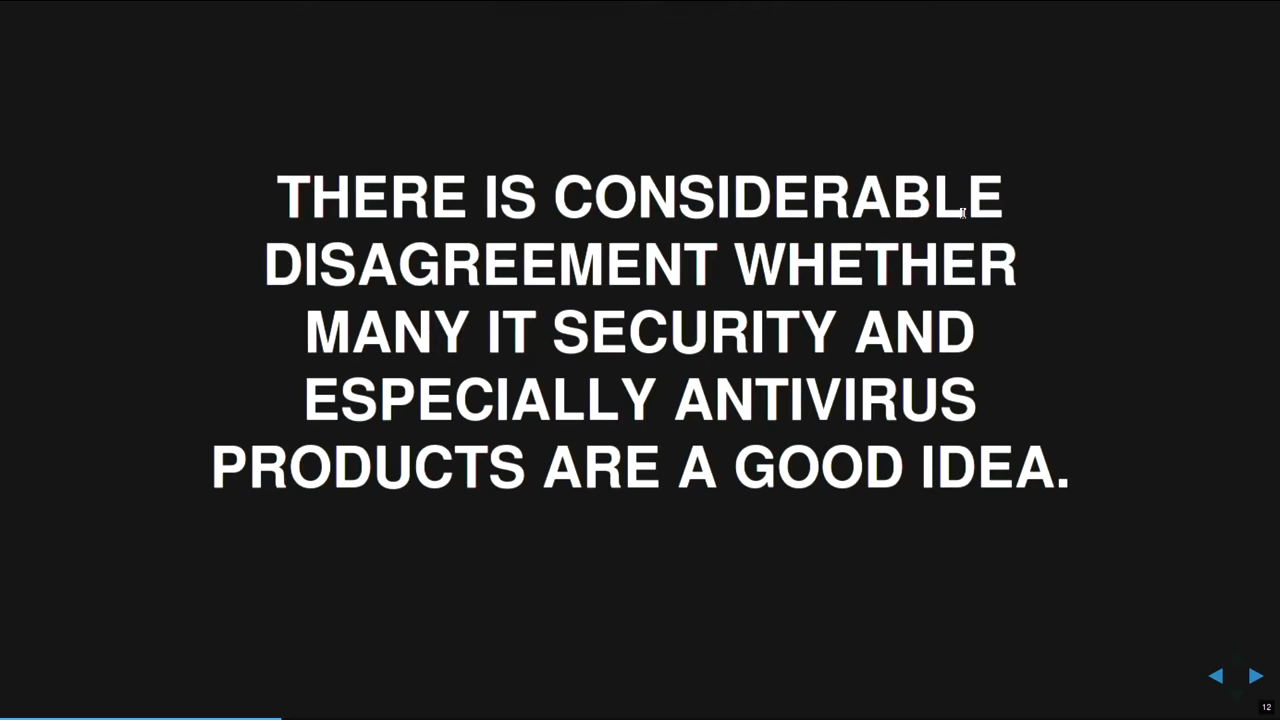 THERE IS CONSIDERABLE
DISAGREEMENT WHETHER
MANY IT SECURITY AND
ESPECIALLY ANTIVIRUS
PRODUCTS ARE A GOOD IDEA.
12